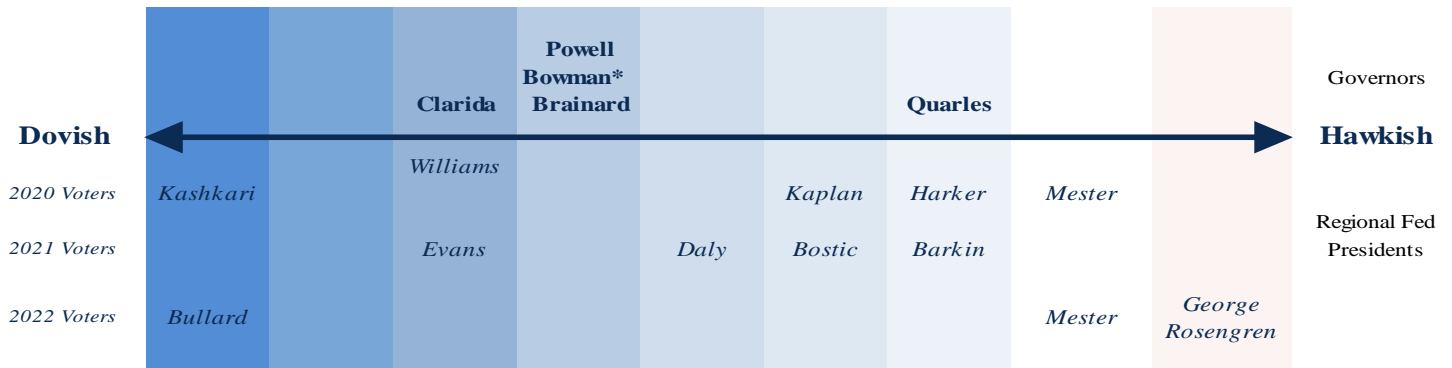 Powell
Bowman*
Clarida Brainard Quarles
Governors
Dovish Hawkish
Williams
2020 Voters Kashkari Kaplan Harker Mester
Regional Fed
Presidents
2021 Voters Evans Daly Bostic Barkin
2022 Voters Bullard Mester George
Rosengren